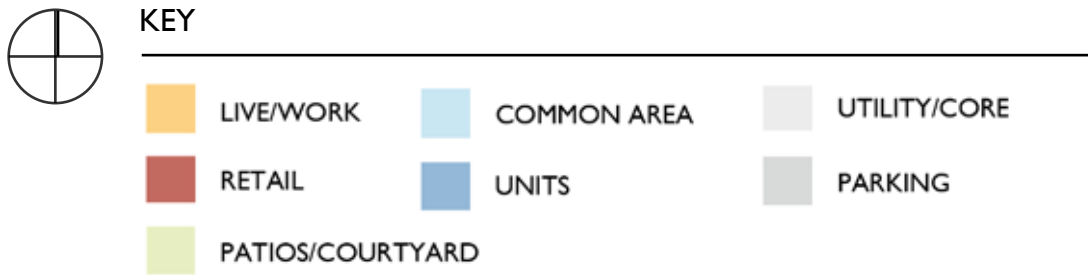 KEY
LIVE/WORK
COMMON AREA
UTILITY/CORE
RETAIL
UNITS
PARKING
PATIOS/COURTYARD